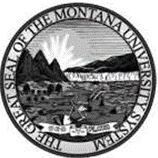 THE GREAT SEAL OF THE MONTANA UNIVERSITY SYSTEM